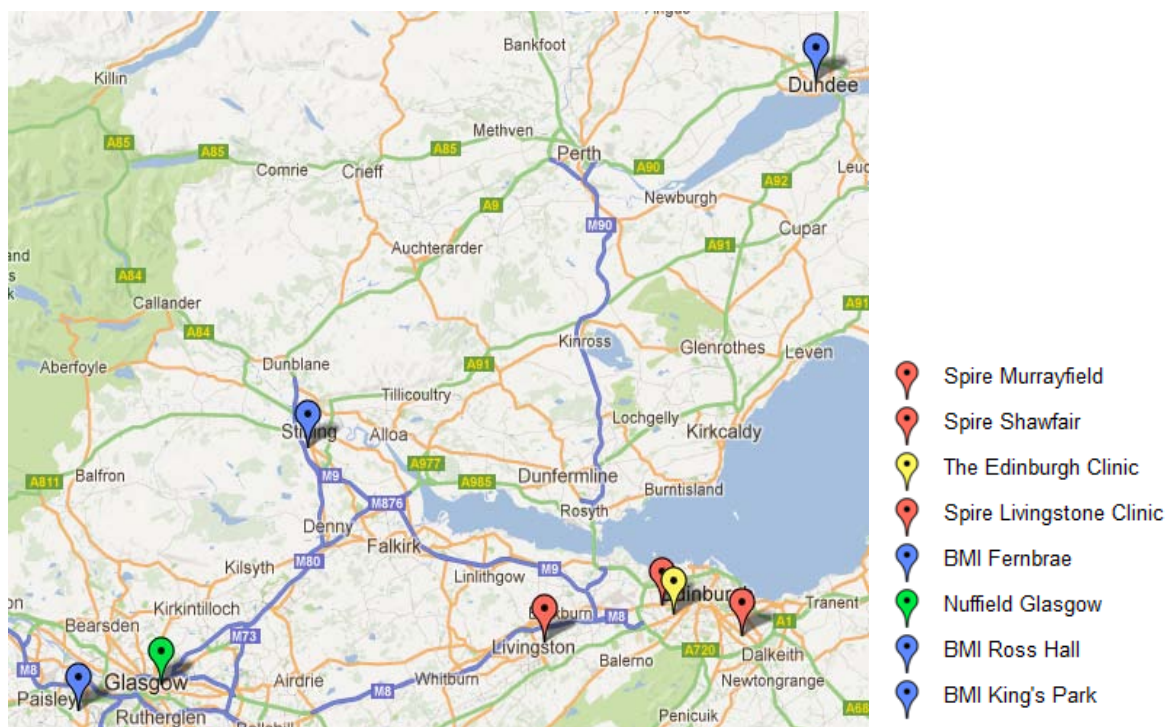 Bankfoot
Killin
Dundee
Methven
A85
A85
A85
Perth
Comrie
Crieff
A90
A92
Leuc
Newburgh
A9
M90
Cupar
and
Auchterarder
A91
A84
Callander
A91
A84
Kinross
Glenrothes
Leven
Dunblane
Aberfoyle
A91
Tillicoultry
Lochgelly
Alloa
Kirkcaldy
Balfron
A977
M9
Dunfermline
A811
A985
Burntisland
M876
Rosyth
Denny
Falkirk
M80
Kilsyth
Linlithgow
M9
Edinburgh
Kirkintilloch
Tranent
M8
A1
Bearsden
M73
Livingston
A720
Dalkeith
Balerno
M8
Glasgow
Airdrie
Whitburn
Newtongrange
Paisley
M8
Rutherglen
A68
Penicuik
Spire Murrayfield
Spire Shawfair
The Edinburgh Clinic
Spire Livingstone Clinic
BMI Fernbrae
Nuffield Glasgow
BMI Ross Hall
BMI King's Park